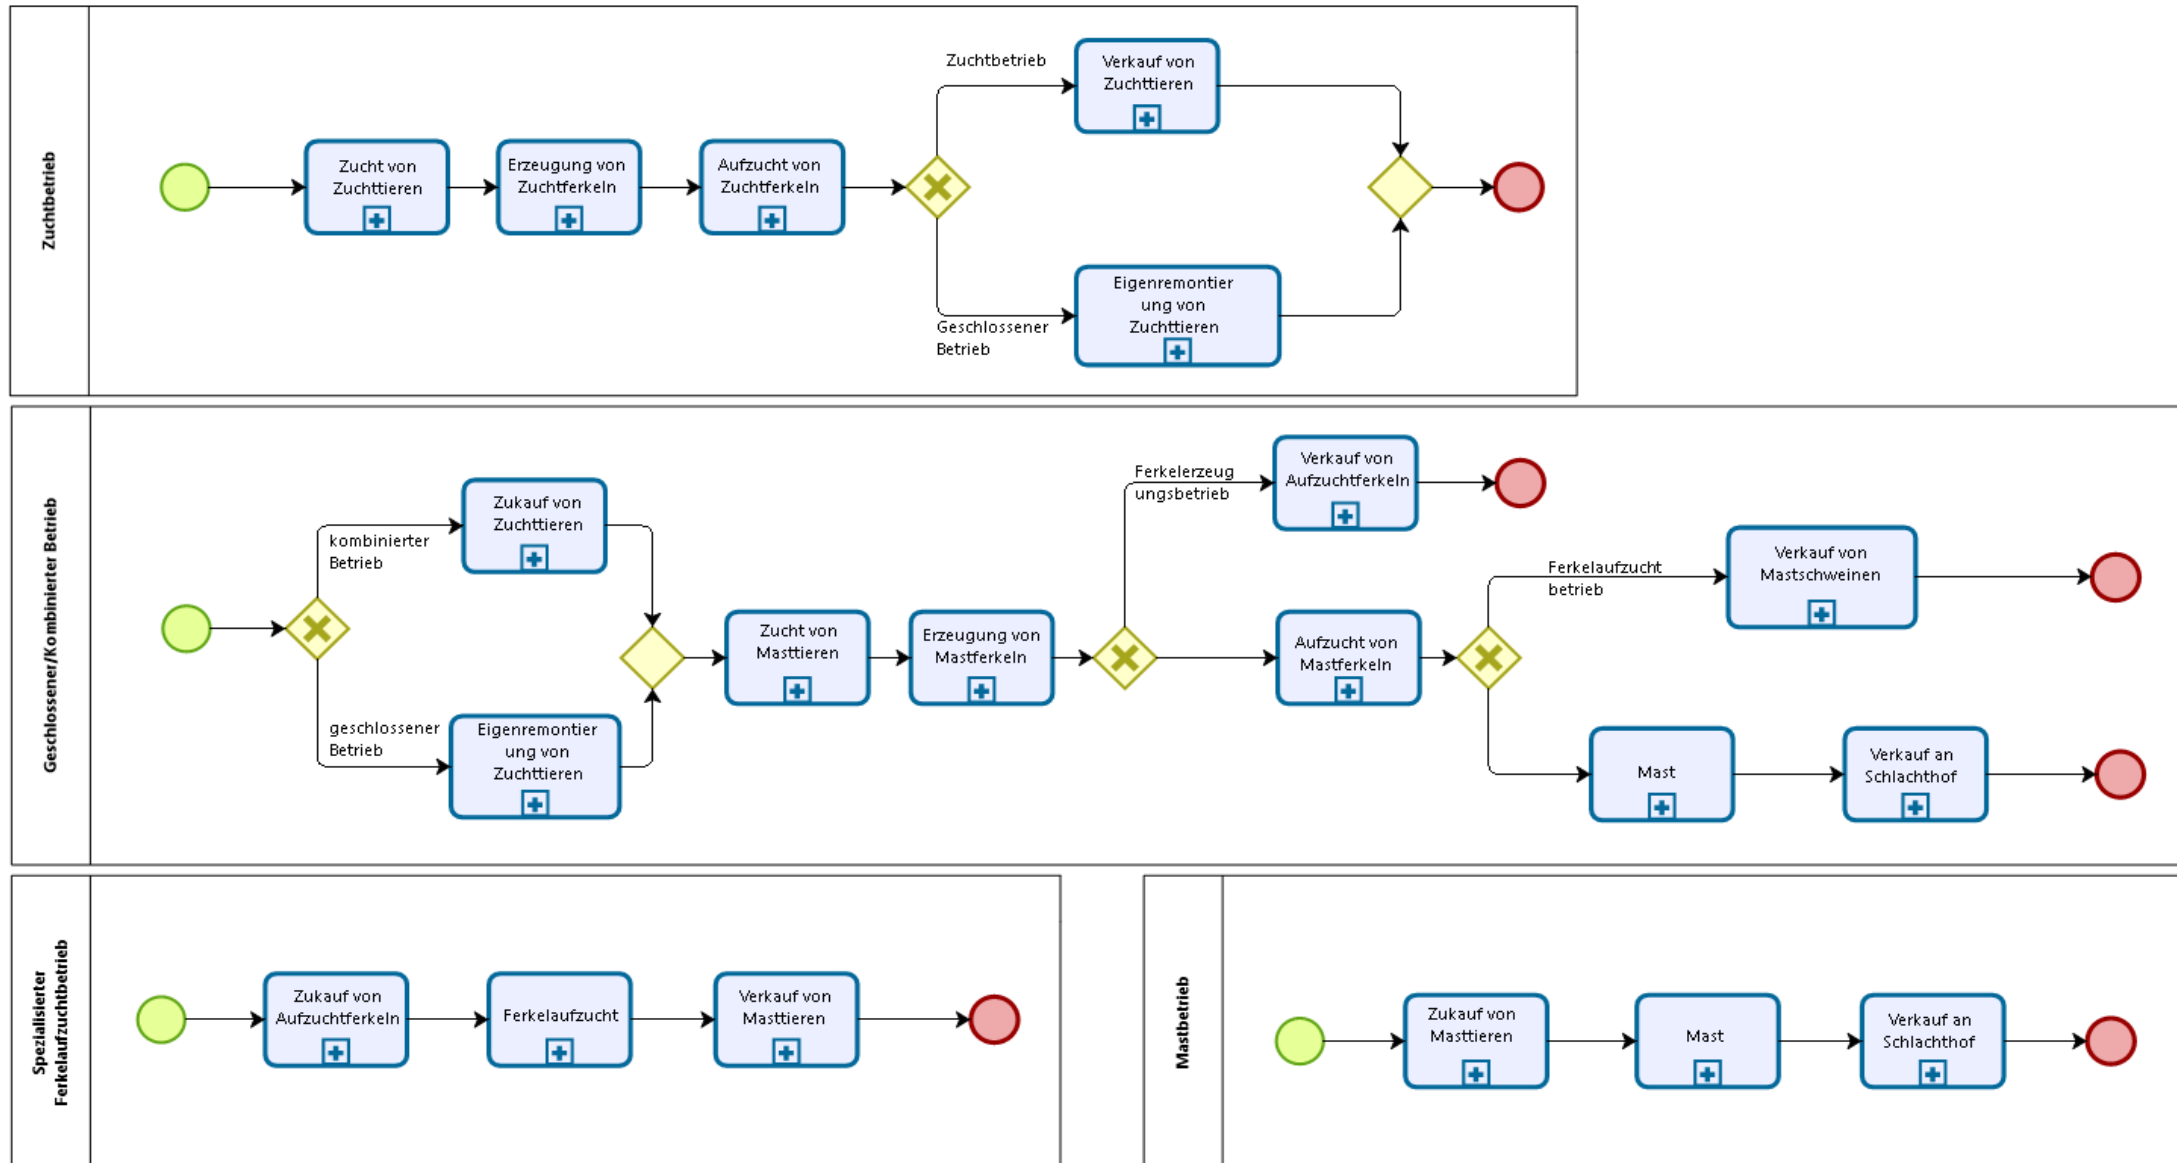 Zuchtbetrieb
Zucht von
Zuchttieren
Erzeugung von
Zuchtferkeln
Aufzucht von
Zuchtferkeln
Zuchtbetrieb
Verkauf von
Zuchttieren
Geschlossener
Betrieb
Eigenremontier
ung von
Zuchttieren
Geschlossener/Kombinierter Betrieb
kombinierter
Betrieb
Zukauf von
Zuchttieren
geschlossener
Betrieb
Eigenremontier
ung von
Zuchttieren
Zucht von
Masttieren
Erzeugung von
Mastferkeln
Ferkelerzeug
ungsbetrieb
Verkauf von
Aufzuchtferkeln
Aufzucht von
Mastferkeln
Ferkelaufzucht
betrieb
Verkauf von
Mastschweinen
Mast
Verkauf an
Schlachthof
Spezialisierter
Ferkelaufzuchtbetrieb
Zukauf von
Aufzuchtferkeln
Ferkelaufzucht
Verkauf von
Masttieren
Mastbetrieb
Zukauf von
Masttieren
Mast
Verkauf an
Schlachthof